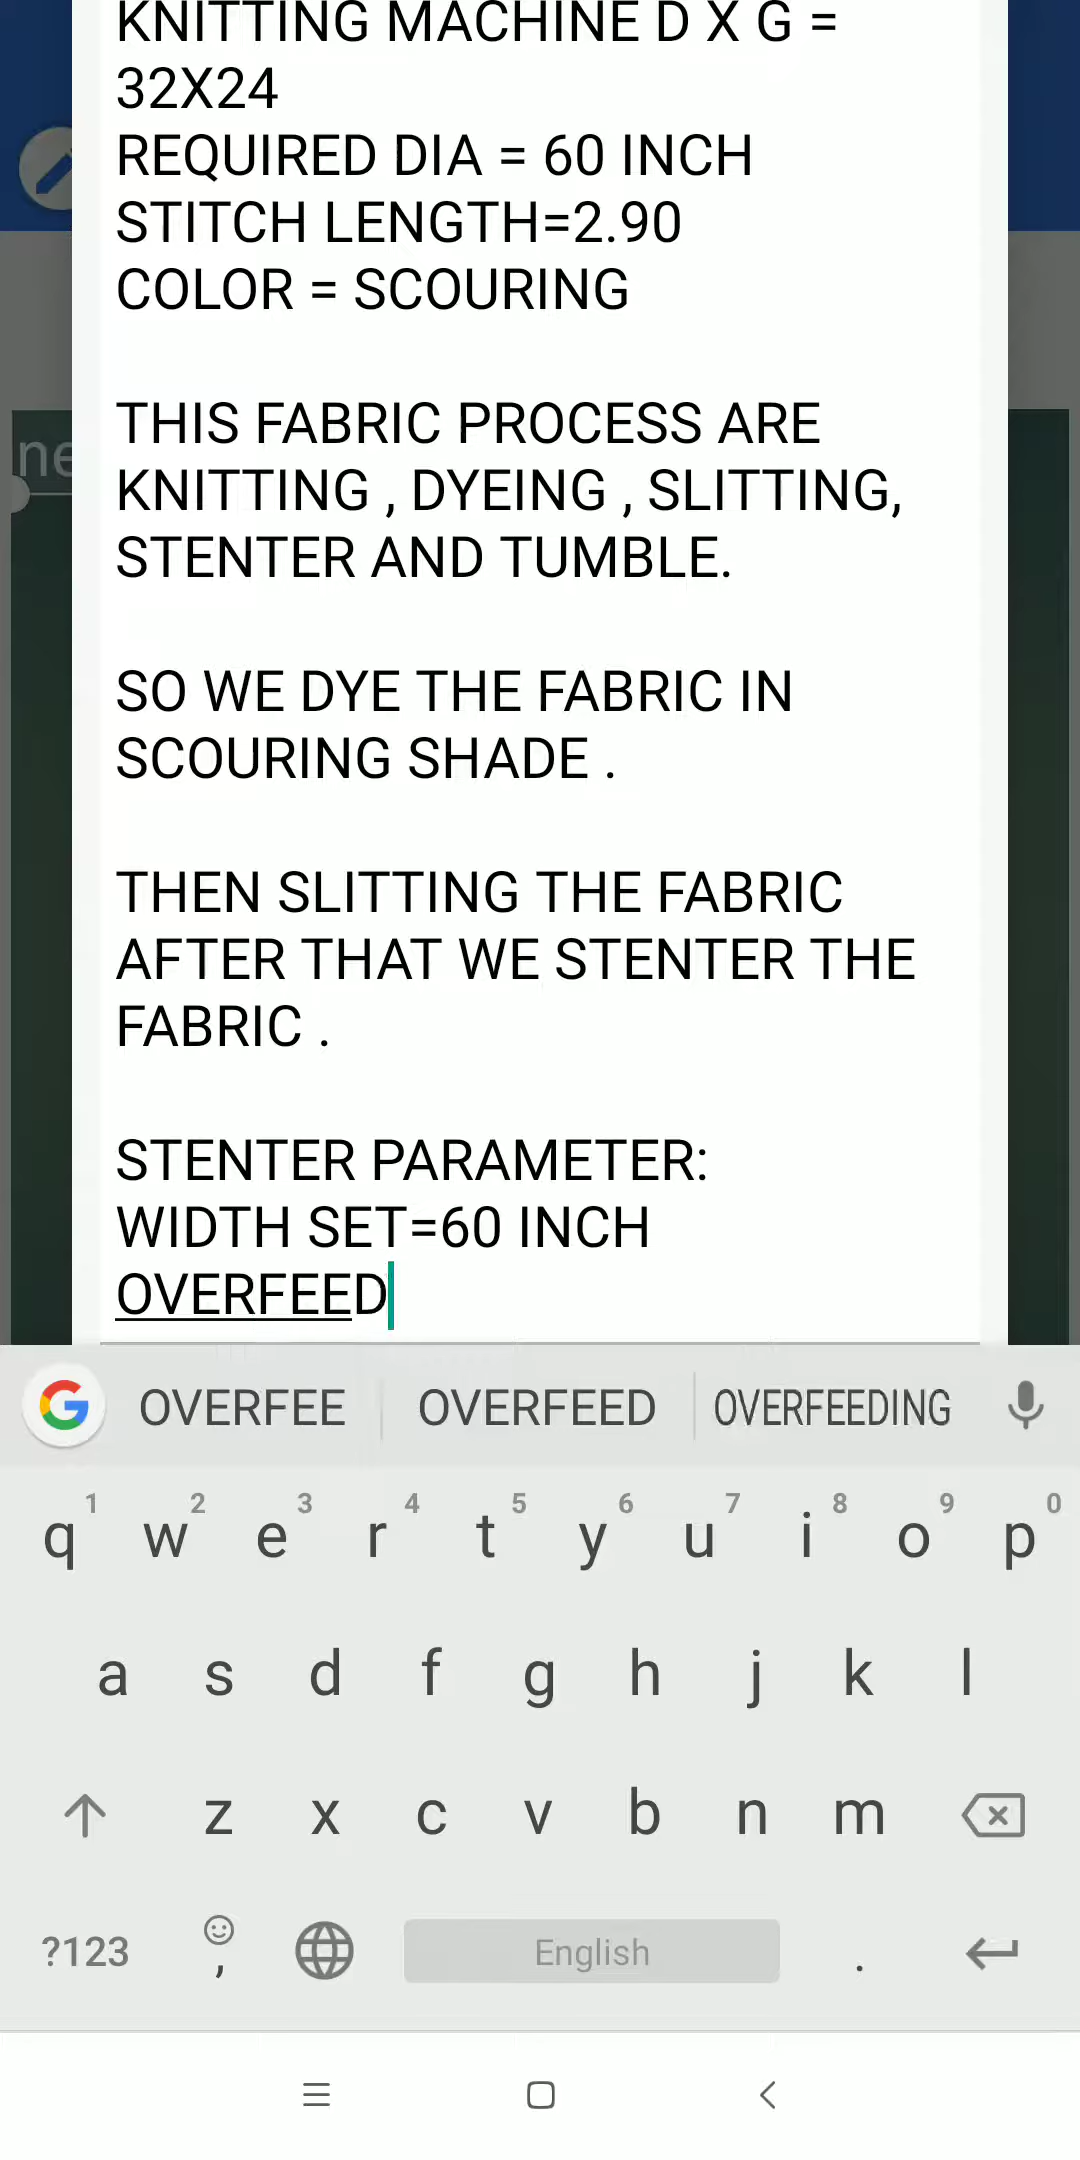 KNITTING MACHINE D X G =
32X24
REQUIRED DIA = 60 INCH
STITCH LENGTH=2.90
COLOR = SCOURING
THIS FABRIC PROCESS ARE
ne
KNITTING , DYEING , SLITTING,
STENTER AND TUMBLE.
SO WE DYE THE FABRIC IN
SCOURING SHADE .
THEN SLITTING THE FABRIC
AFTER THAT WE STENTER THE
FABRIC .
STENTER PARAMETER:
WIDTH SET=60 INCH
OVERFEED
G OVERFEE OVERFEED OVERFEEDING
1 2 3 4 5 6 7 8 9 0
q w e r t y u i o p
a s d f g h j k l
z x c v b n m
?123 , English .